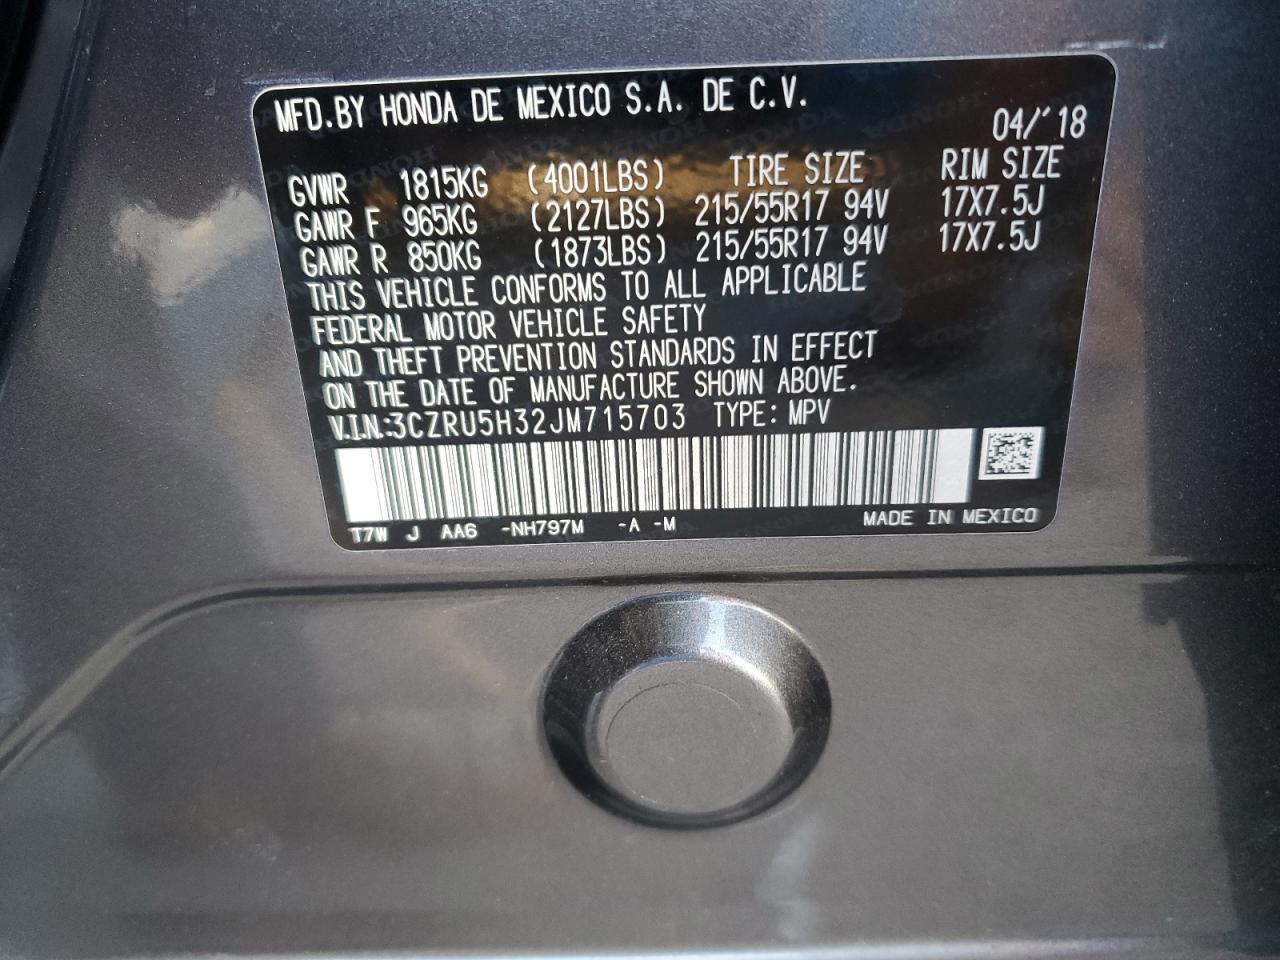 MFD.BY HONDA DE MEXICO S.A. DE C.V.
04/'18
GVWR 1815KG (4001LBS) TIRE SIZE RIM SIZE
GAWR F 965KG (2127LBS) 215/55R17 94V 17X7.5J
GAWR R 850KG (1873LBS) 215/55R17 94V 17X7.5J
THIS VEHICLE CONFORMS TO ALL APPLICABLE
FEDERAL MOTOR VEHICLE SAFETY
AND THEFT PREVENTION STANDARDS IN EFFECT
ON THE DATE OF MANUFACTURE SHOWN ABOVE.
V.I.N.:3CZRU5H32JM715703 TYPE: MPV
T7W J AA6 -NH797M -A -M MADE IN MEXICO